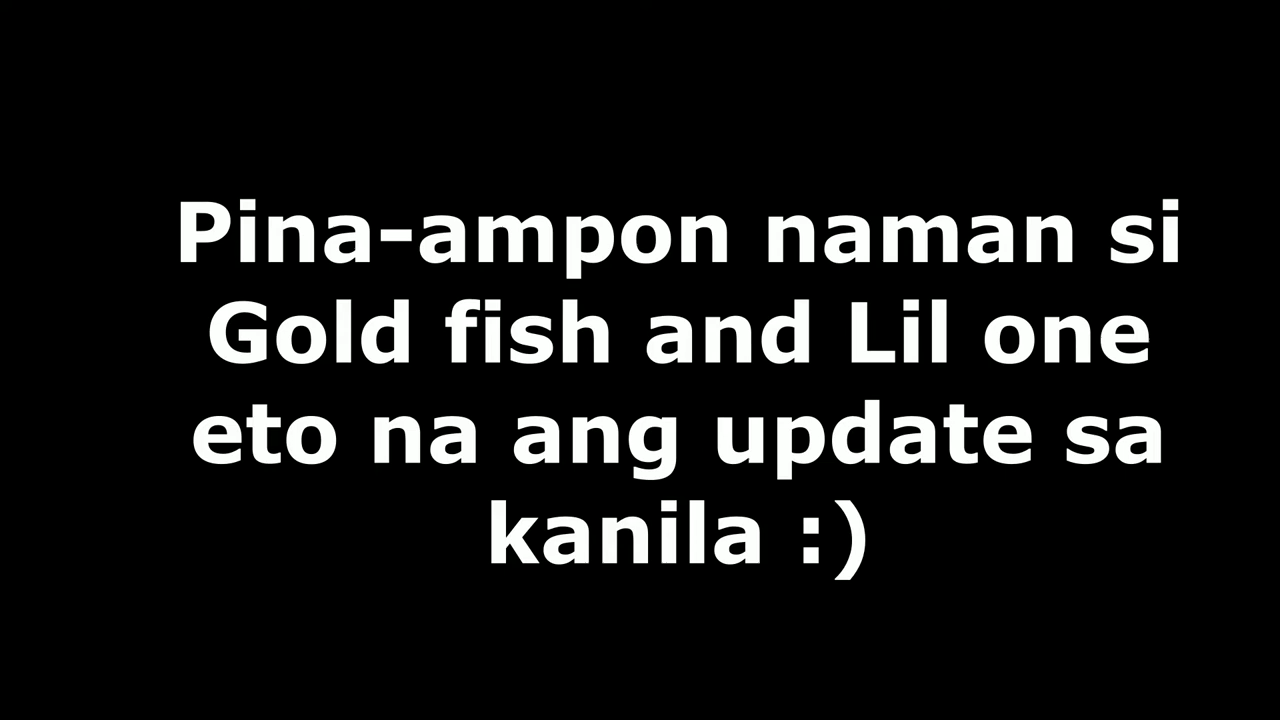 Pina-ampon naman si
Gold fish and Lil one
eto na ang update sa
kanila :)